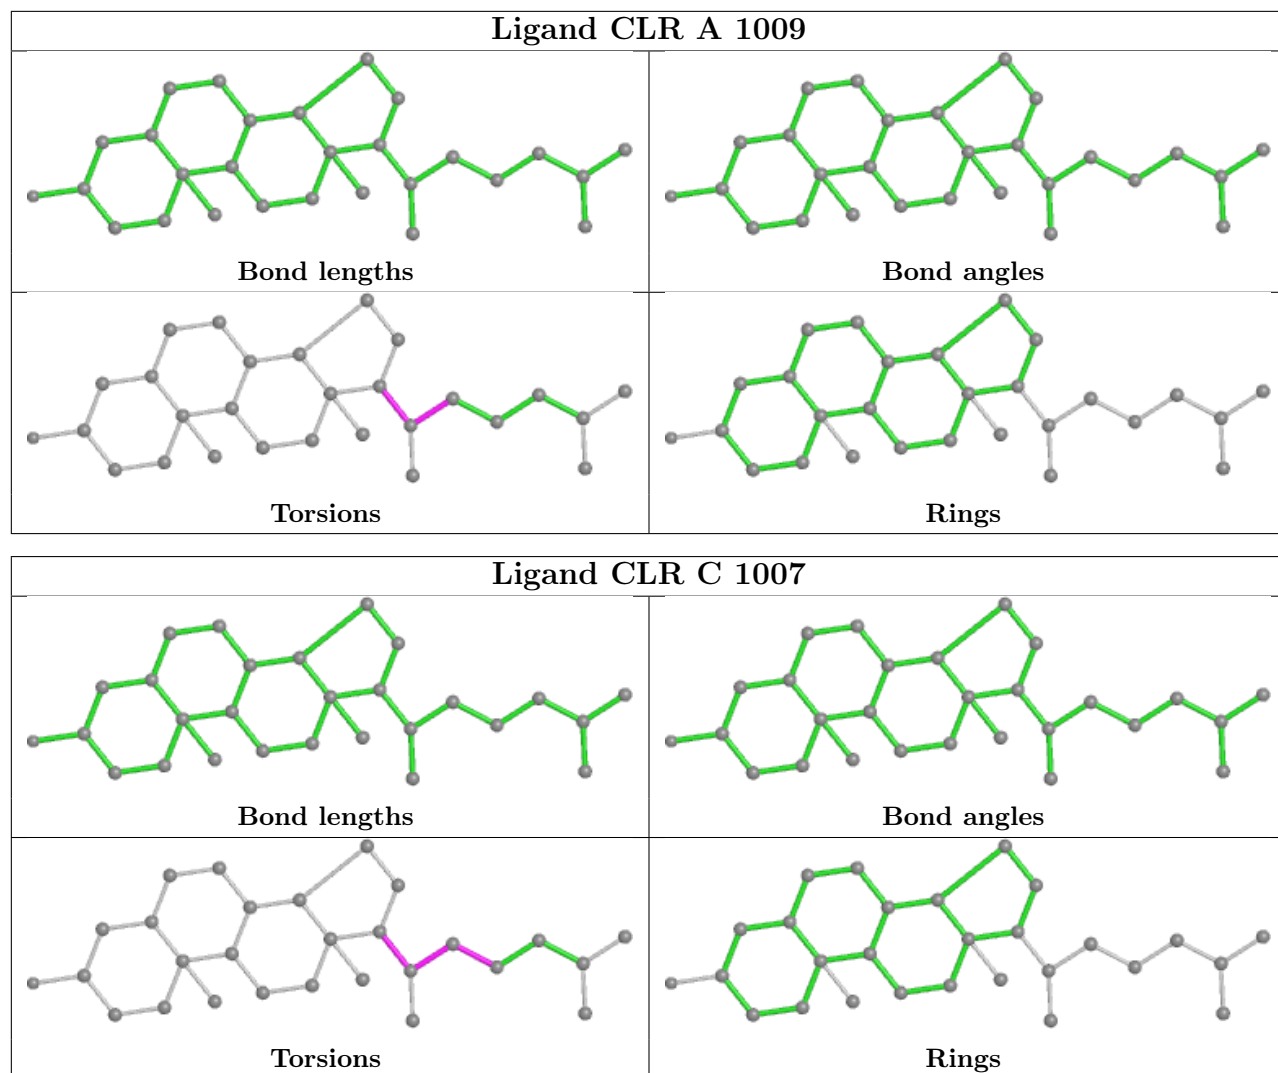 Ligand CLR A 1009
Bond lengths
Bond angles
Torsions
Rings
Ligand CLR C 1007
Bond lengths
Bond angles
Torsions
Rings